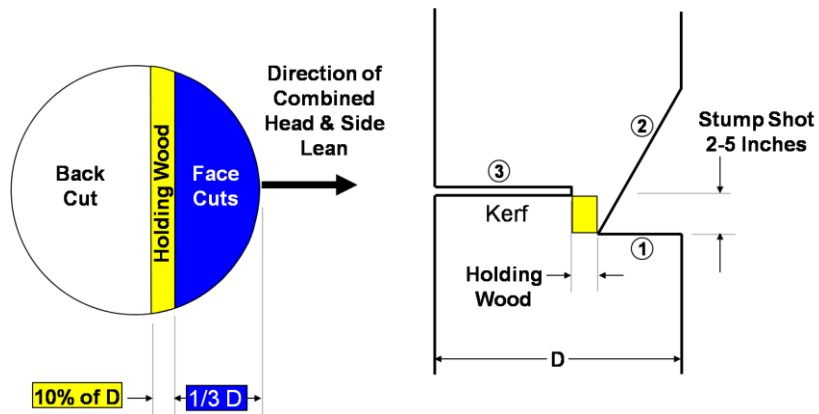 Direction of
Combined
Head & Side
Lean
Back
Cut
Holding Wood
Face
Cuts
10% of D
1/3 D
②
Stump Shot
2-5 Inches
③
Kerf
①
Holding
Wood
D